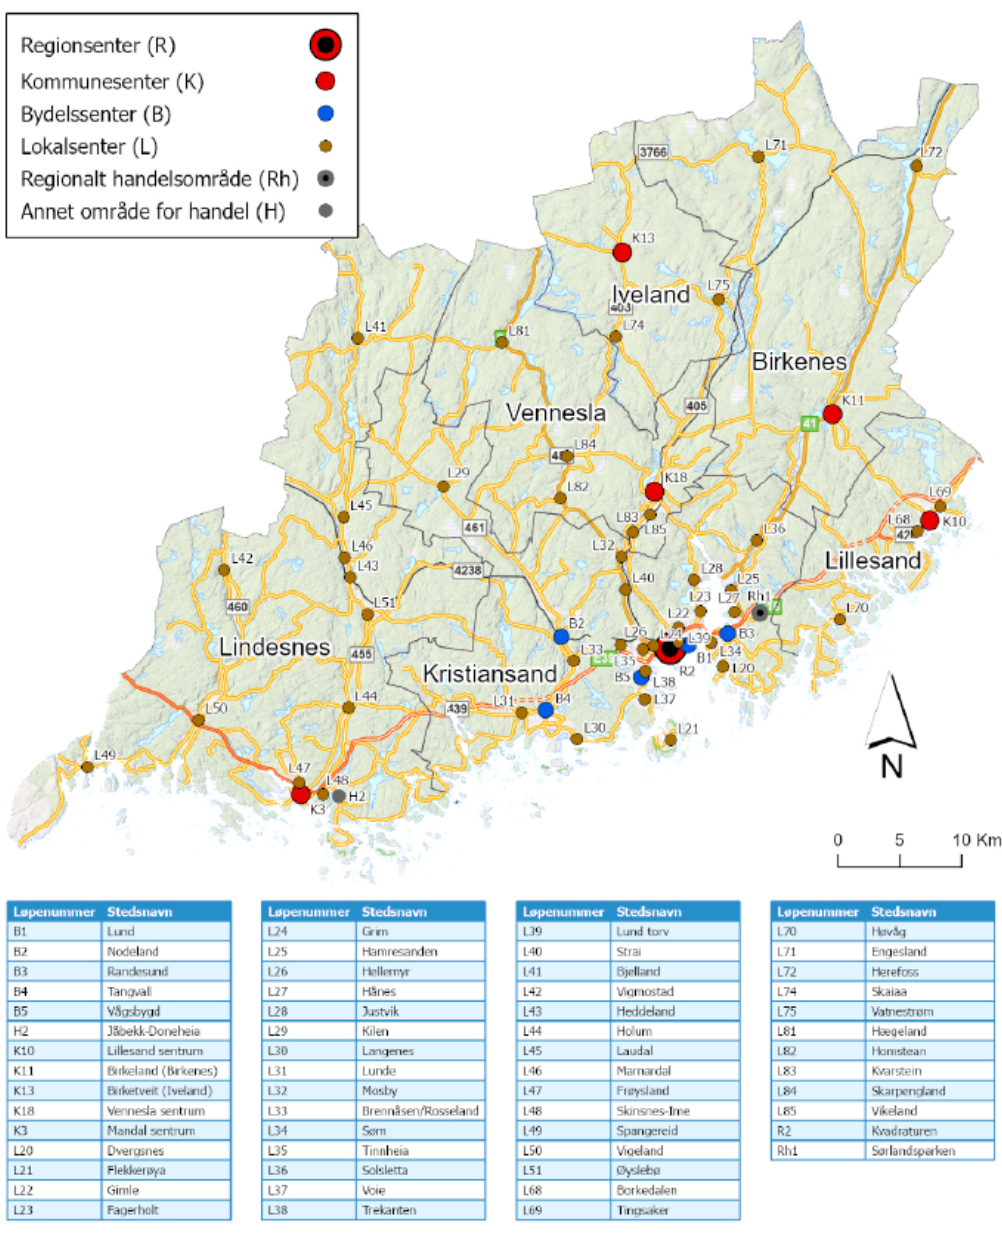 Regionsenter (R)
Kommunesenter (K)
Bydelssenter (B)
Lokalsenter (L)
Regionalt handelsområde (Rh)
Annet område for handel (H)
3766
L71
L72
K13
Iveland
403
L75
L74
L41
L81
Birkenes
Vennesla
405
K11
41
L84
L29
K18
L82
L45
461
L83
L85
L69
L68
K10
L36
L46
L32
Lillesand
L42
L43
4238
L28
L40
L25
460
L51
L23
L27
Rh1
L70
B2
L22
Lindesnes
L26
L24
L39
B3
455
L33
L35
B1
L34
Kristiansand
B5
L38
R2
L20
L44
439
L31
B4
L37
L50
L30
L21
L49
L47
L48
K3
H2
N
0 5 10 Km
Løpenummer Stedsnavn
B1 Lund
B2 Nodeland
B3 Randesund
B4 Tangvall
B5 Vågsbygd
H2 Jåbekk-Doneheia
K10 Lillesand sentrum
K11 Birkeland (Birkenes)
K13 Birketveit (Iveland)
K18 Vennesla sentrum
K3 Mandal sentrum
L20 Dvergsnes
L21 Flekkerøya
L22 Gimle
L23 Fagerholt
Løpenummer Stedsnavn
L24 Grim
L25 Hamresanden
L26 Hellemyr
L27 Hånes
L28 Justvik
L29 Kilen
L30 Langenes
L31 Lunde
L32 Mosby
L33 Brennåsen/Rosseland
L34 Søm
L35 Tinnheia
L36 Solsletta
L37 Voie
L38 Trekanten
Løpenummer Stedsnavn
L39 Lund torv
L40 Strai
L41 Bjelland
L42 Vigmostad
L43 Heddeland
L44 Holum
L45 Laudal
L46 Marnardal
L47 Frøysland
L48 Skinsnes-Ime
L49 Spangereid
L50 Vigeland
L51 Øyslebø
L68 Borkedalen
L69 Tingsaker
Løpenummer Stedsnavn
L70 Høvåg
L71 Engesland
L72 Herefoss
L74 Skaiaa
L75 Vatnestrøm
L81 Hægeland
L82 Homstean
L83 Kvarstein
L84 Skarpengland
L85 Vikeland
R2 Kvadraturen
Rh1 Sørlandsparken